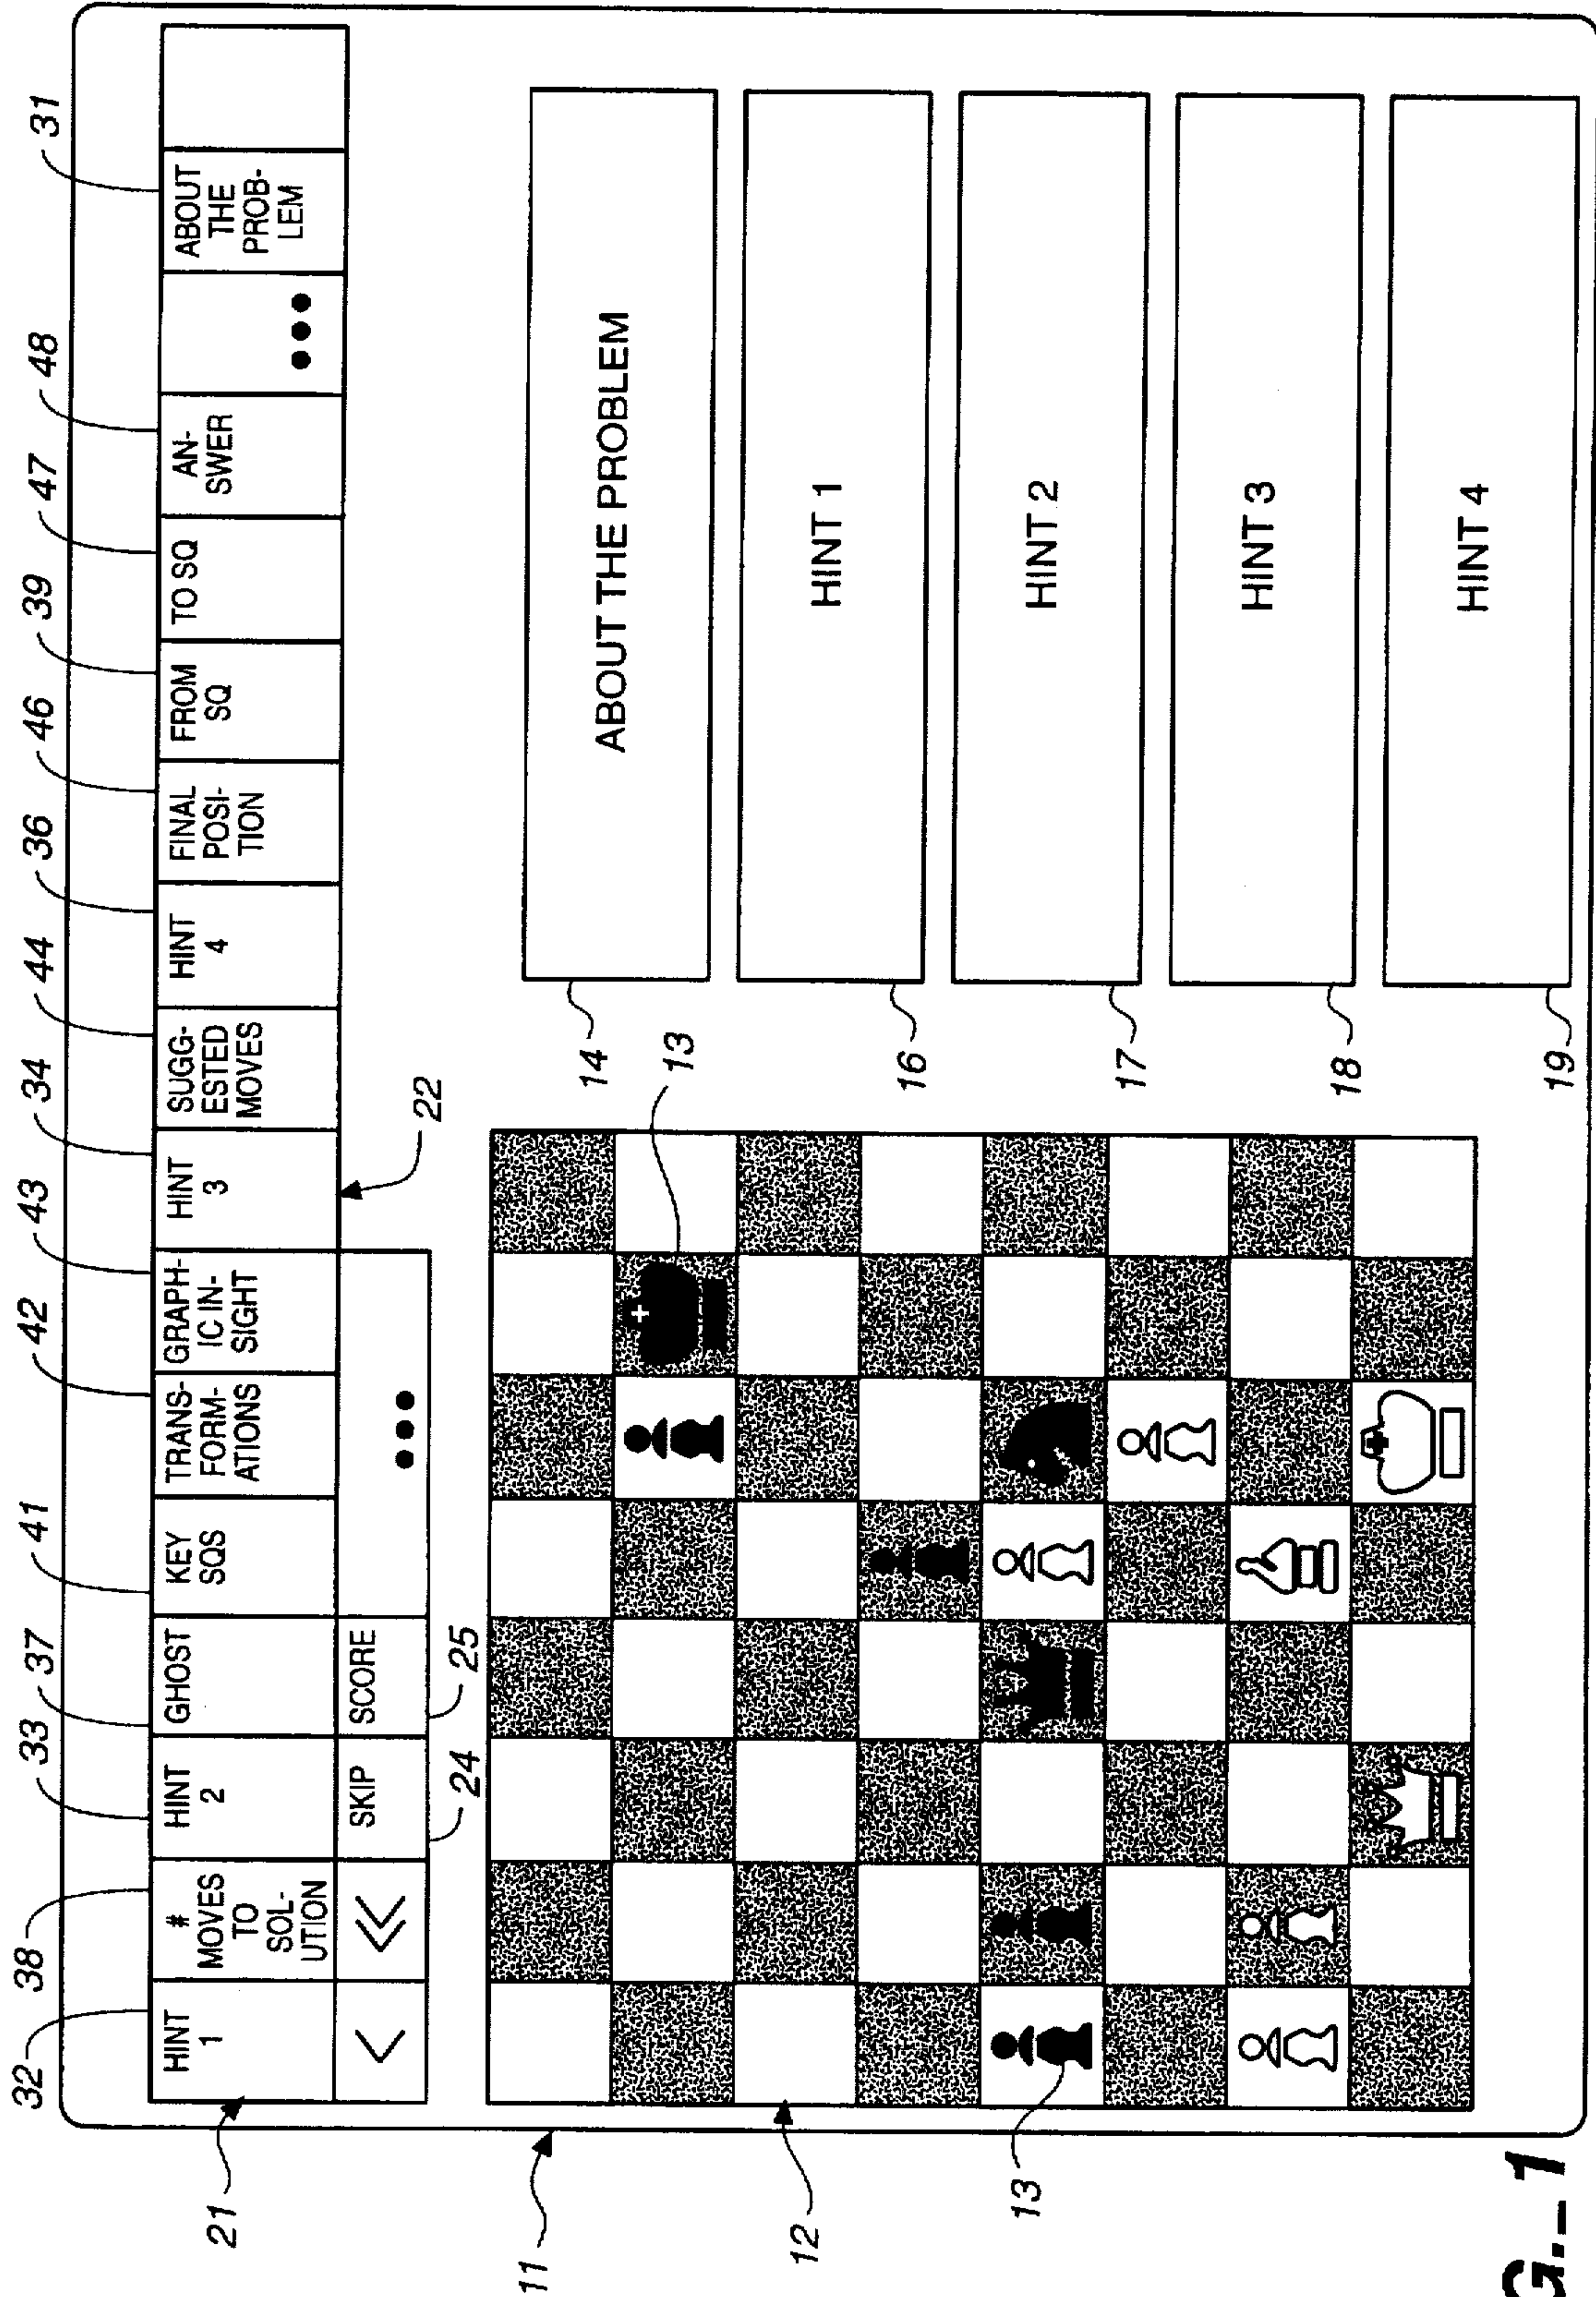 32
38
33
37
41
42
43
34
44
36
46
39
47
48
31
HINT
1
#
MOVES
TO
SOL-
UTION
HINT
2
GHOST
KEY
SQS
TRANS-
FORM-
ATIONS
GRAPH-
IC IN-
SIGHT
HINT
3
SUGG-
ESTED
MOVES
HINT
4
FINAL
POSI-
TION
FROM
SQ
TO SQ
AN-
SWER
•••
ABOUT
THE
PROB-
LEM
21
<
<<
SKIP
SCORE
•••
22
24
25
11
12
13
13
14
ABOUT THE PROBLEM
16
HINT 1
17
HINT 2
18
HINT 3
19
HINT 4
G._1